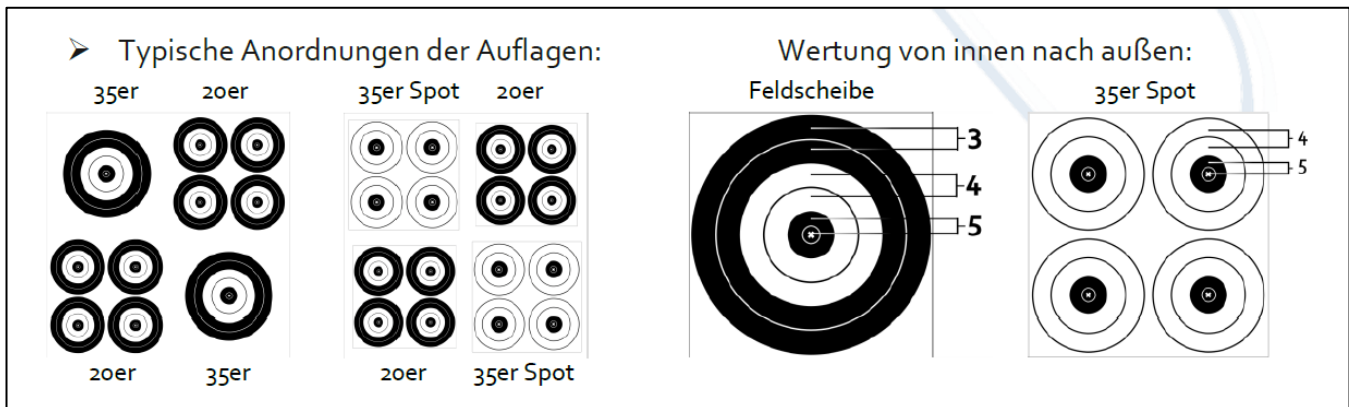 ➢ Typische Anordnungen der Auflagen:
35er 20er
35er Spot 20er
20er 35er
20er 35er Spot
Wertung von innen nach außen:
Feldscheibe
3
4
5
35er Spot
4
5